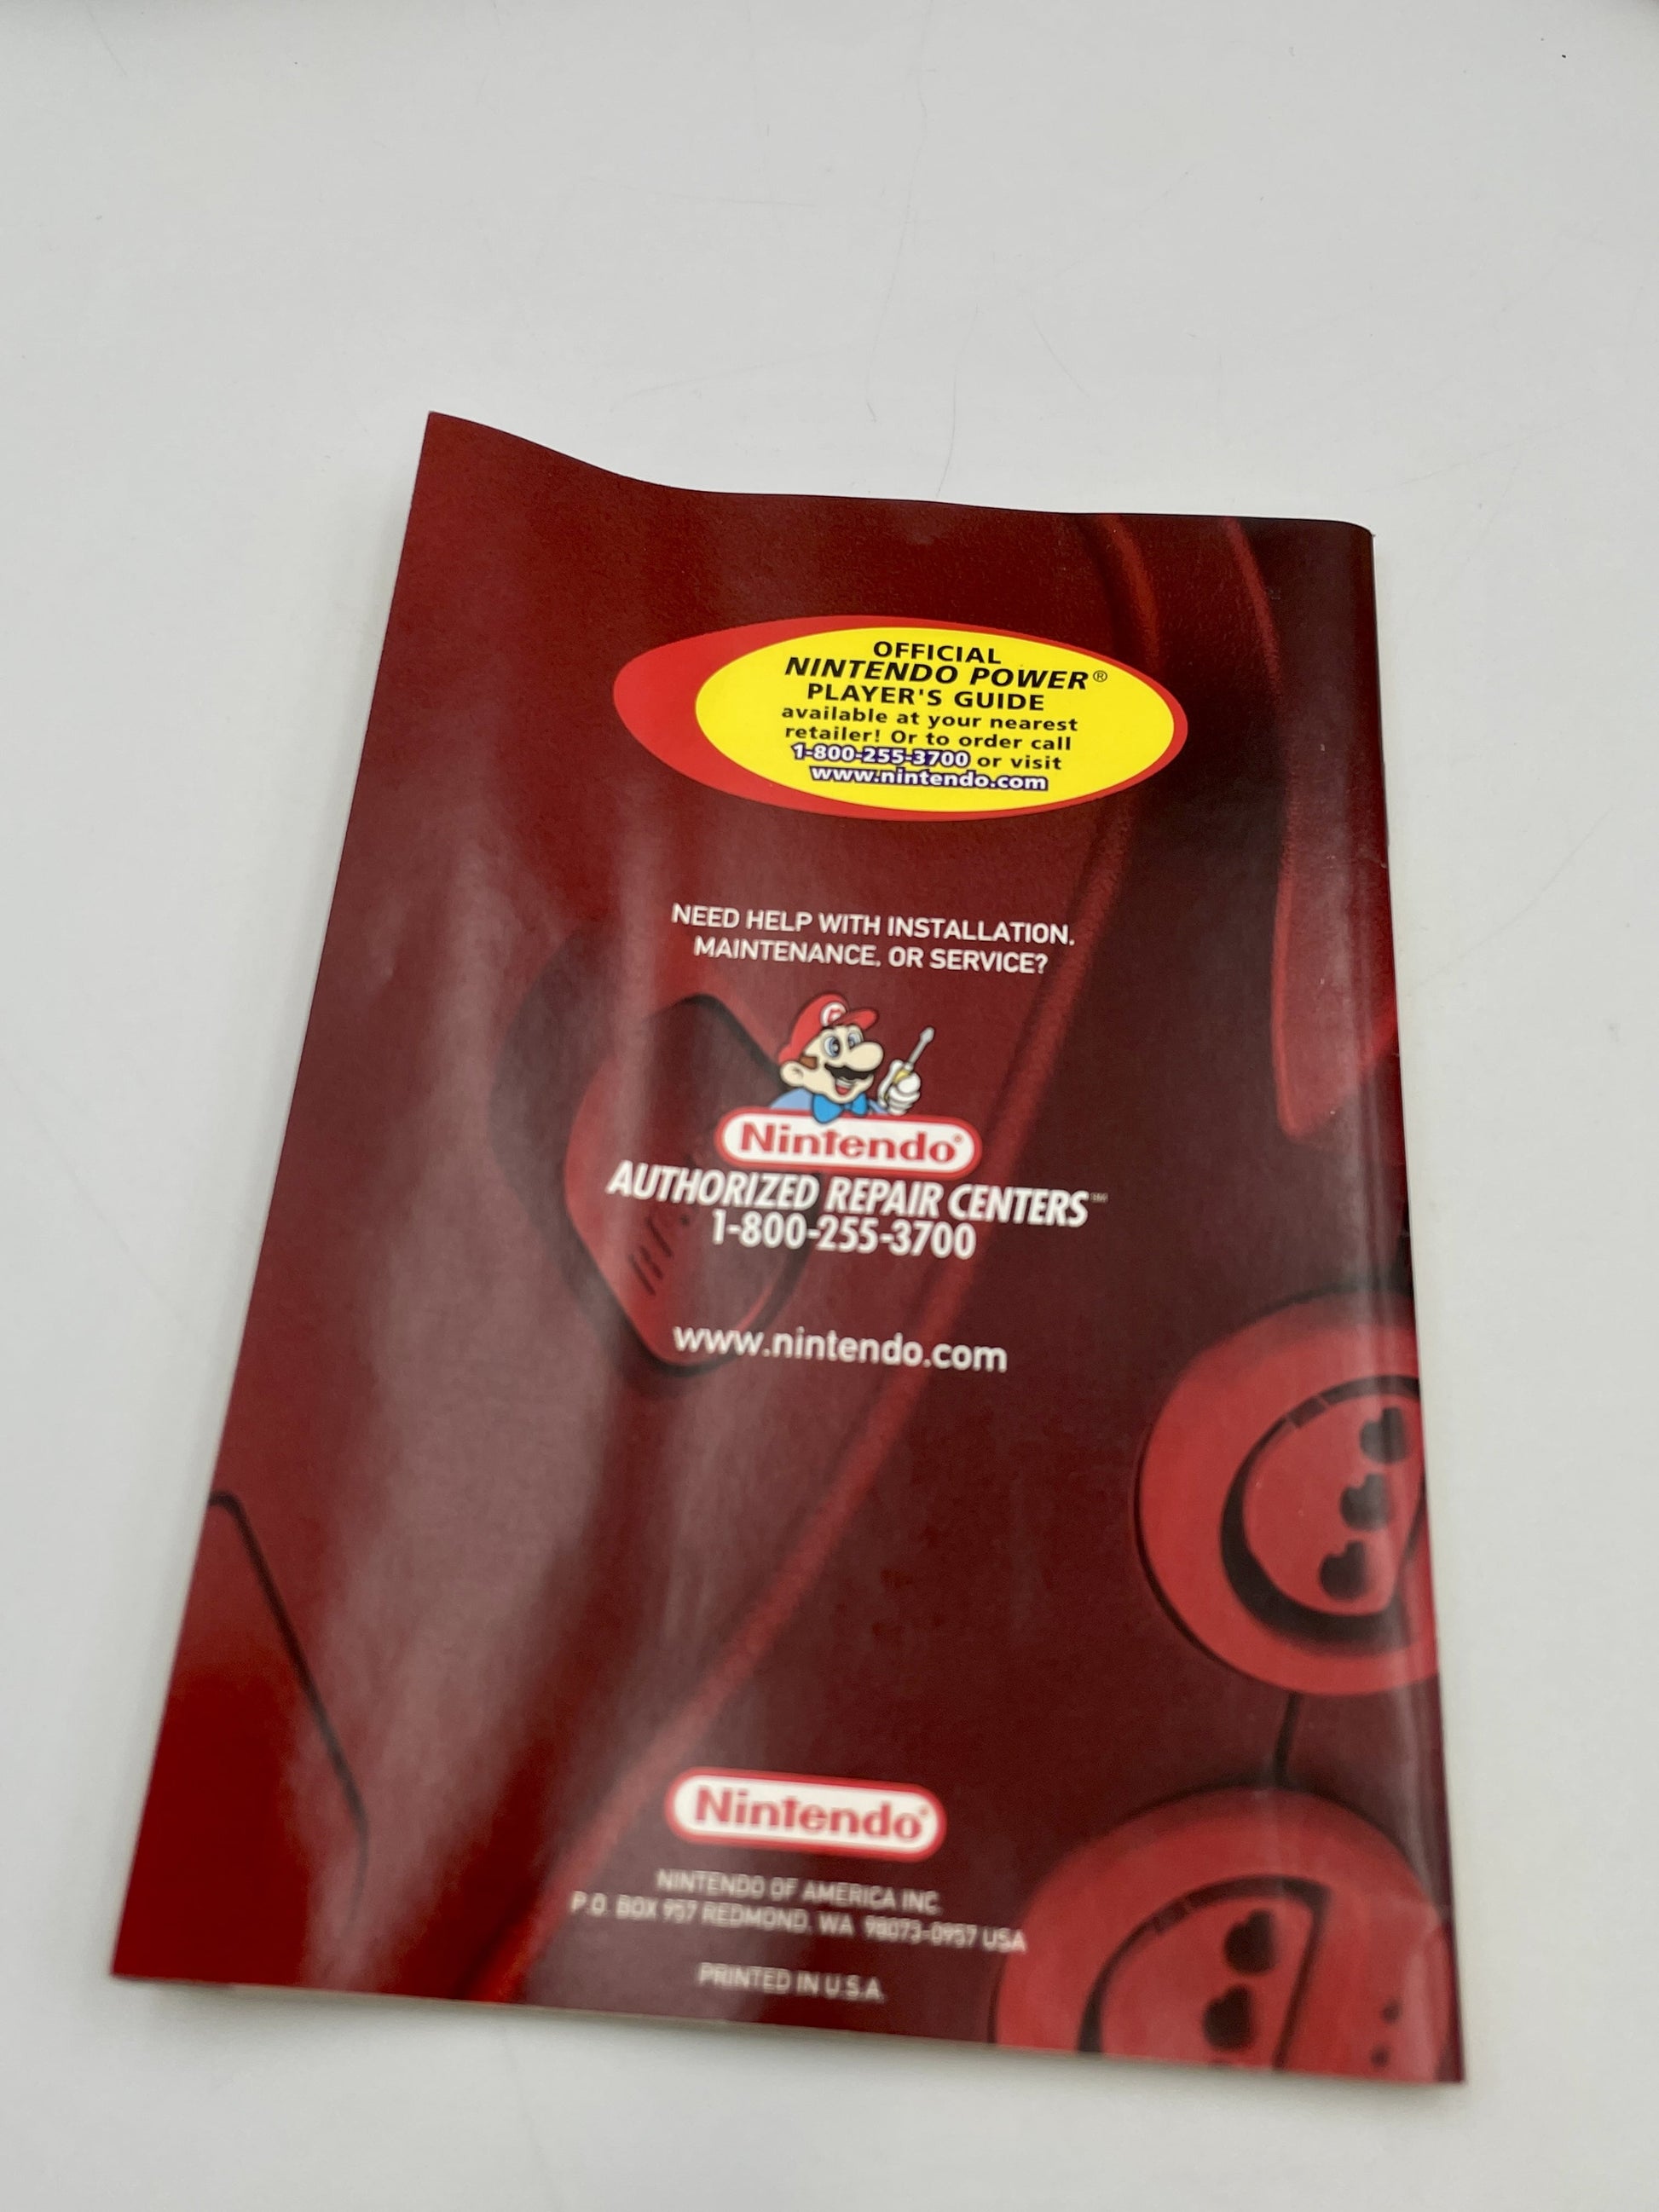 OFFICIAL
NINTENDO POWER®
PLAYER'S GUIDE
available at your nearest
retailer! Or to order call
1-800-255-3700 or visit
www.nintendo.com
NEED HELP WITH INSTALLATION,
MAINTENANCE, OR SERVICE?
Nintendo®
AUTHORIZED REPAIR CENTERS℠
1-800-255-3700
www.nintendo.com
Nintendo®
NINTENDO OF AMERICA INC.
P.O. BOX 957 REDMOND, WA 98073-0957 USA
PRINTED IN U.S.A.